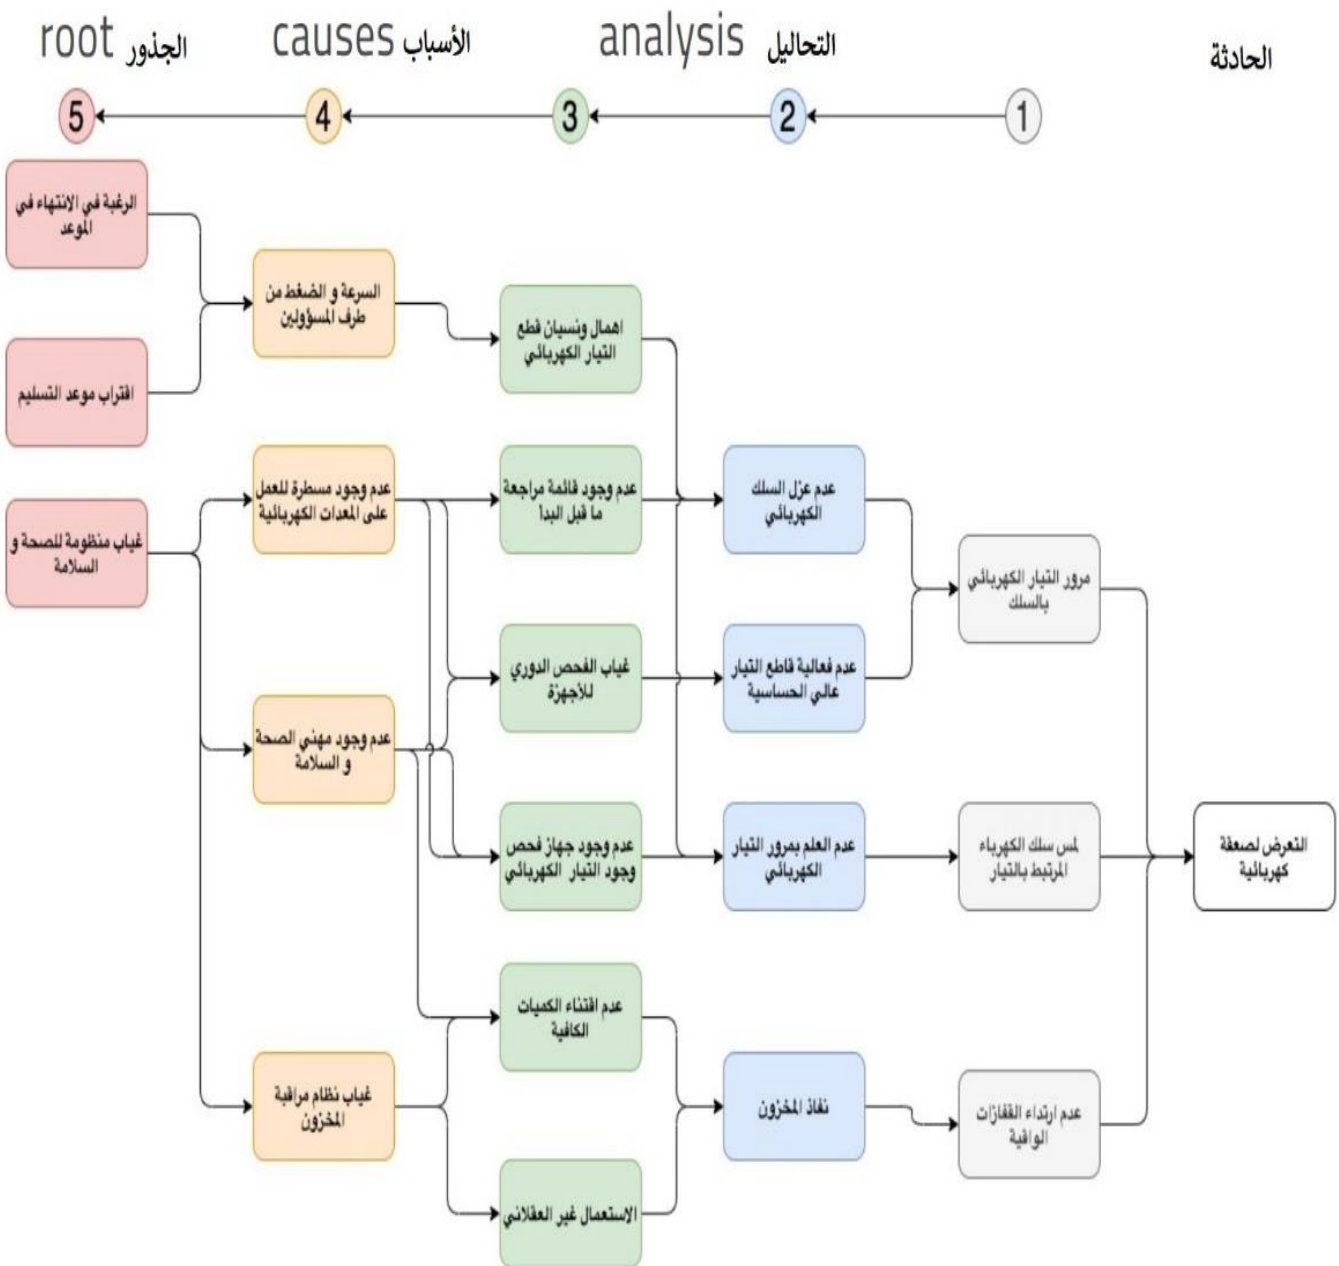 الحادثة
التحاليل analysis
الأسباب causes
الجذور root
1
2
3
4
5
الرغبة في الانتهاء في
الموعد
السرعة و الضغط من
طرف المسؤولين
اهمال ونسيان قطع
التيار الكهربائي
اقتراب موعد التسليم
عدم وجود مسطرة للعمل
على المعدات الكهربائية
عدم وجود قائمة مراجعة
ما قبل البدأ
عدم عزل السلك
الكهربائي
غياب منظومة للصحة و
السلامة
مرور التيار الكهربائي
بالسلك
غياب الفحص الدوري
للأجهزة
عدم فعالية قاطع التيار
عالي الحساسية
عدم وجود مهني الصحة
و السلامة
عدم وجود جهاز فحص
وجود التيار الكهربائي
عدم العلم بمرور التيار
الكهربائي
لمس سلك الكهرباء
المرتبط بالتيار
التعرض لصعقة
كهربائية
عدم اقتناء الكميات
الكافية
غياب نظام مراقبة
المخزون
نفاذ المخزون
عدم ارتداء القفازات
الواقية
الاستعمال غير العقلاني